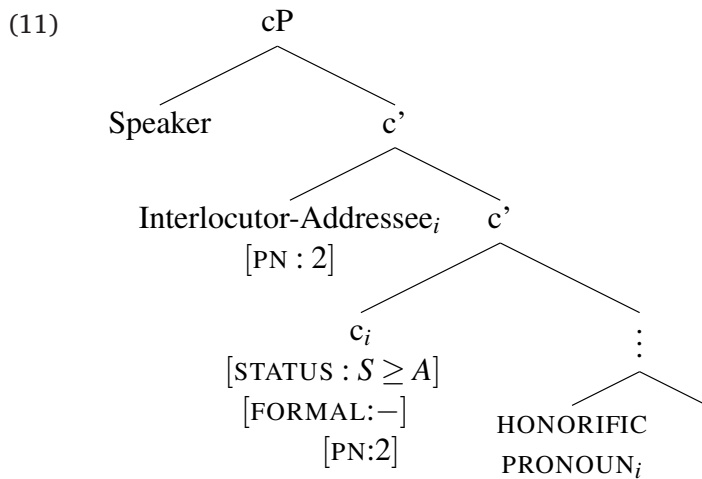 (11)
cP
Speaker c’
Interlocutor-Addresseeᵢ c’
[PN : 2]
cᵢ ⋮
[STATUS : S ≥ A]
[FORMAL:−] HONORIFIC
[PN:2] PRONOUNᵢ